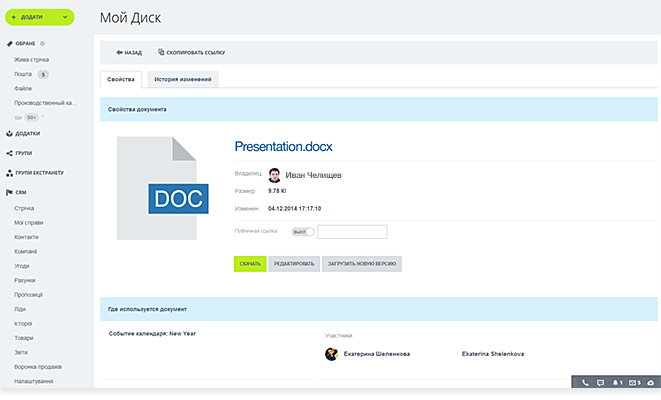 + ДОДАТИ
Мой Диск
ОБРАНЕ
Жива стрічка
Пошта 5
Файли
Производственный ка...
Ще 50+
ДОДАТКИ
ГРУПИ
ГРУПИ ЕКСТРАНЕТУ
CRM
Стрічка
Мої справи
Контакти
Компанії
Угоди
Рахунки
Пропозиції
Ліди
Історія
Товари
Звіти
Воронка продажів
Налаштування
НАЗАД СКОПИРОВАТЬ ССЫЛКУ
Свойства История изменений
Свойства документа
DOC
Presentation.docx
Владелец: Иван Челищев
Размер: 9.78 КІ
Изменен: 04.12.2014 17:17:10
Публичная ссылка ВЫКЛ
СКАЧАТЬ РЕДАКТИРОВАТЬ ЗАГРУЗИТЬ НОВУЮ ВЕРСИЮ
Где используется документ
Событие календаря: New Year
Участники:
Екатерина Шеленкова Ekaterina Shelenkova
1 5